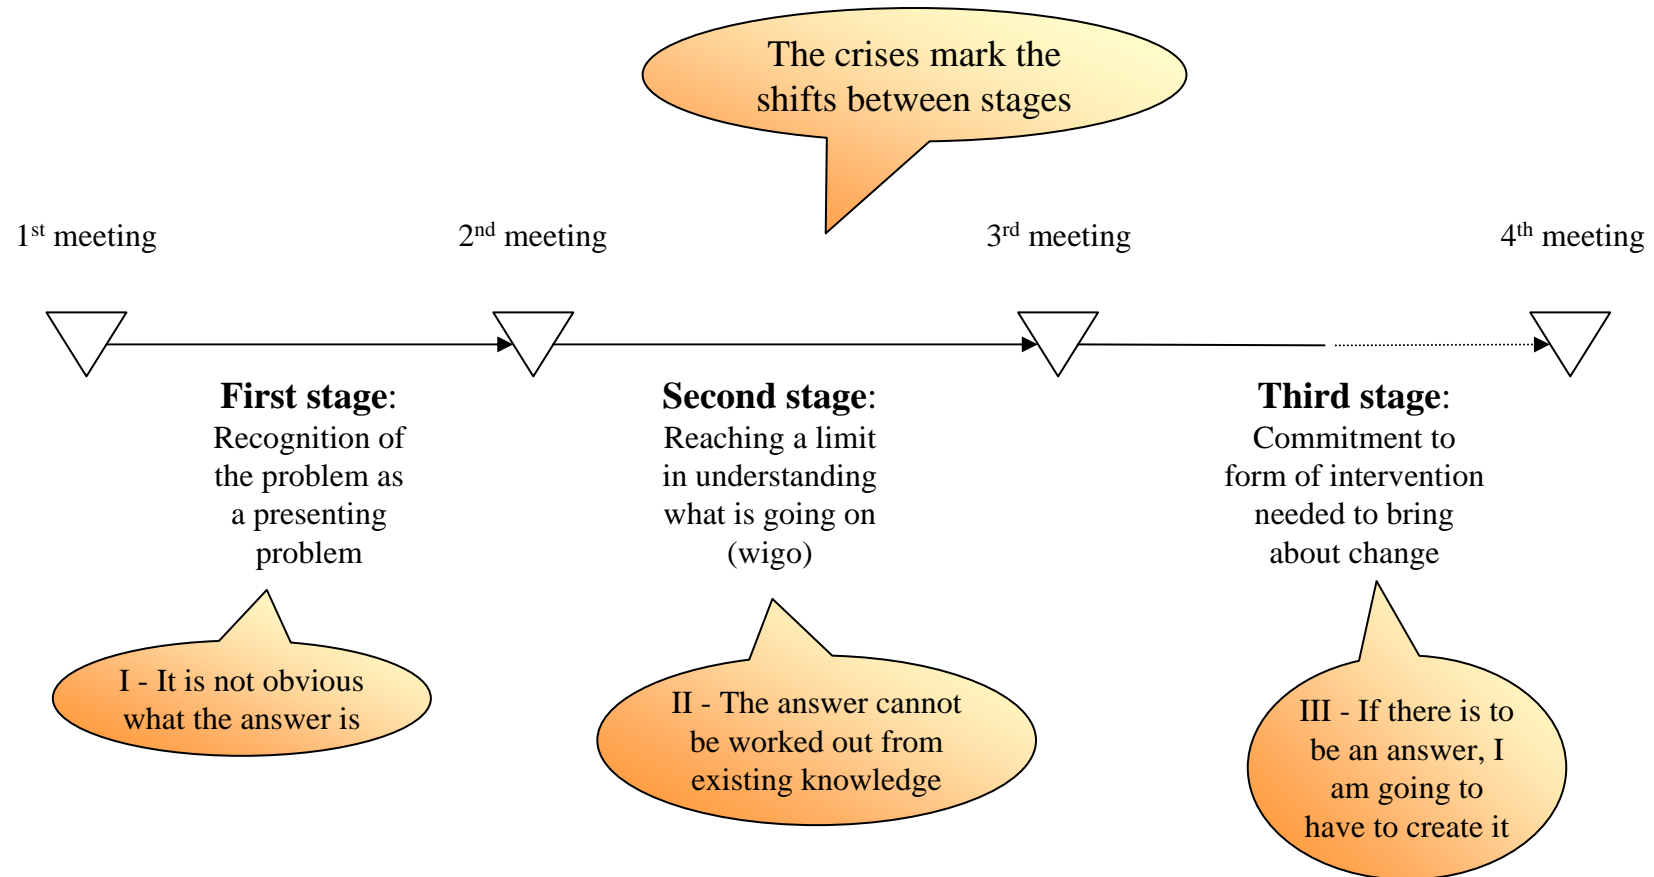 The crises mark the
shifts between stages
1st meeting
2nd meeting
3rd meeting
4th meeting
First stage:
Recognition of
the problem as
a presenting
problem
Second stage:
Reaching a limit
in understanding
what is going on
(wigo)
Third stage:
Commitment to
form of intervention
needed to bring
about change
I - It is not obvious
what the answer is
II - The answer cannot
be worked out from
existing knowledge
III - If there is to
be an answer, I
am going to
have to create it